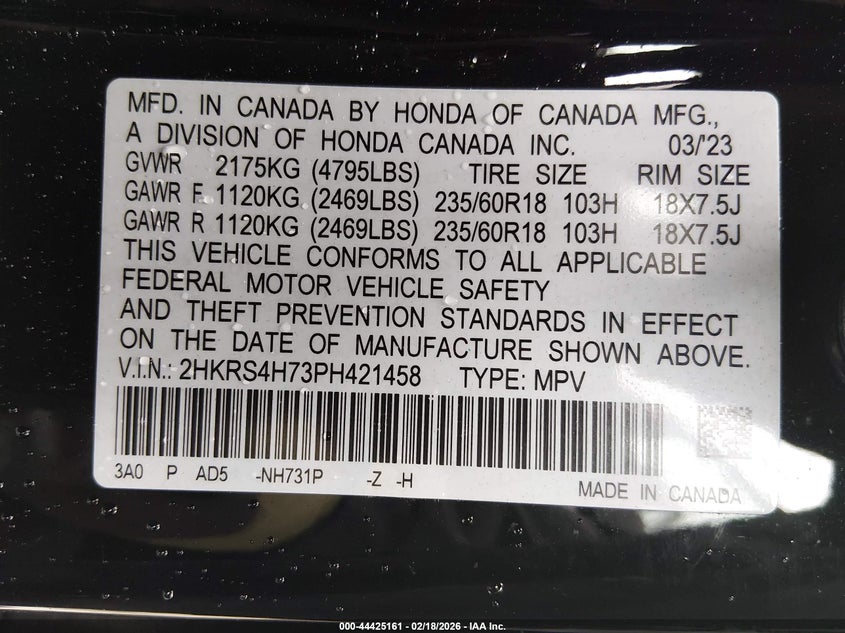 MFD. IN CANADA BY HONDA OF CANADA MFG.,
A DIVISION OF HONDA CANADA INC. 03/'23
GVWR 2175KG (4795LBS) TIRE SIZE RIM SIZE
GAWR F 1120KG (2469LBS) 235/60R18 103H 18X7.5J
GAWR R 1120KG (2469LBS) 235/60R18 103H 18X7.5J
THIS VEHICLE CONFORMS TO ALL APPLICABLE
FEDERAL MOTOR VEHICLE SAFETY
AND THEFT PREVENTION STANDARDS IN EFFECT
ON THE DATE OF MANUFACTURE SHOWN ABOVE.
V.I.N.: 2HKRS4H73PH421458 TYPE: MPV
3A0 P AD5 -NH731P -Z -H
MADE IN CANADA
000-44425161 - 02/18/2026 - IAA Inc.